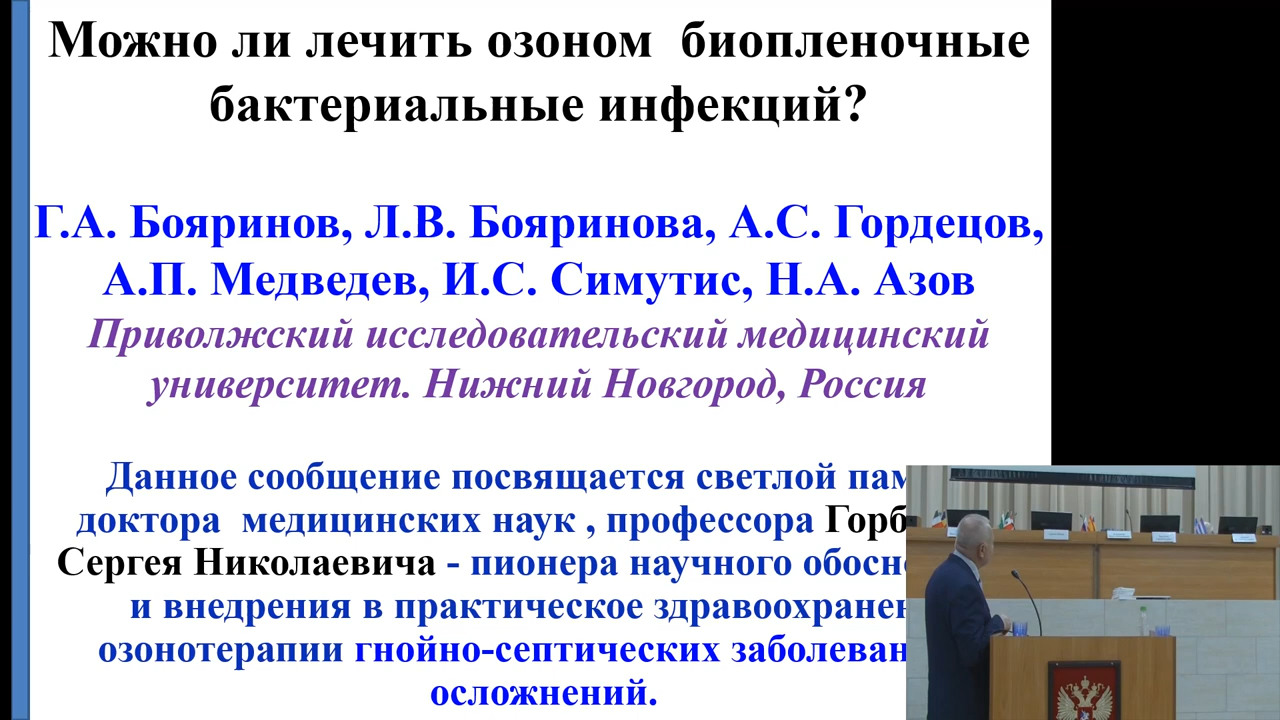 Можно ли лечить озоном биопленочные
бактериальные инфекций?
Г.А. Бояринов, Л.В. Бояринова, А.С. Гордецов,
А.П. Медведев, И.С. Симутис, Н.А. Азов
Приволжский исследовательский медицинский
университет. Нижний Новгород, Россия
Данное сообщение посвящается светлой
доктора медицинских наук , профессора
Сергея Николаевича - пионера научного
и внедрения в практическое
озонотерапии гнойно-септических
осложнений.